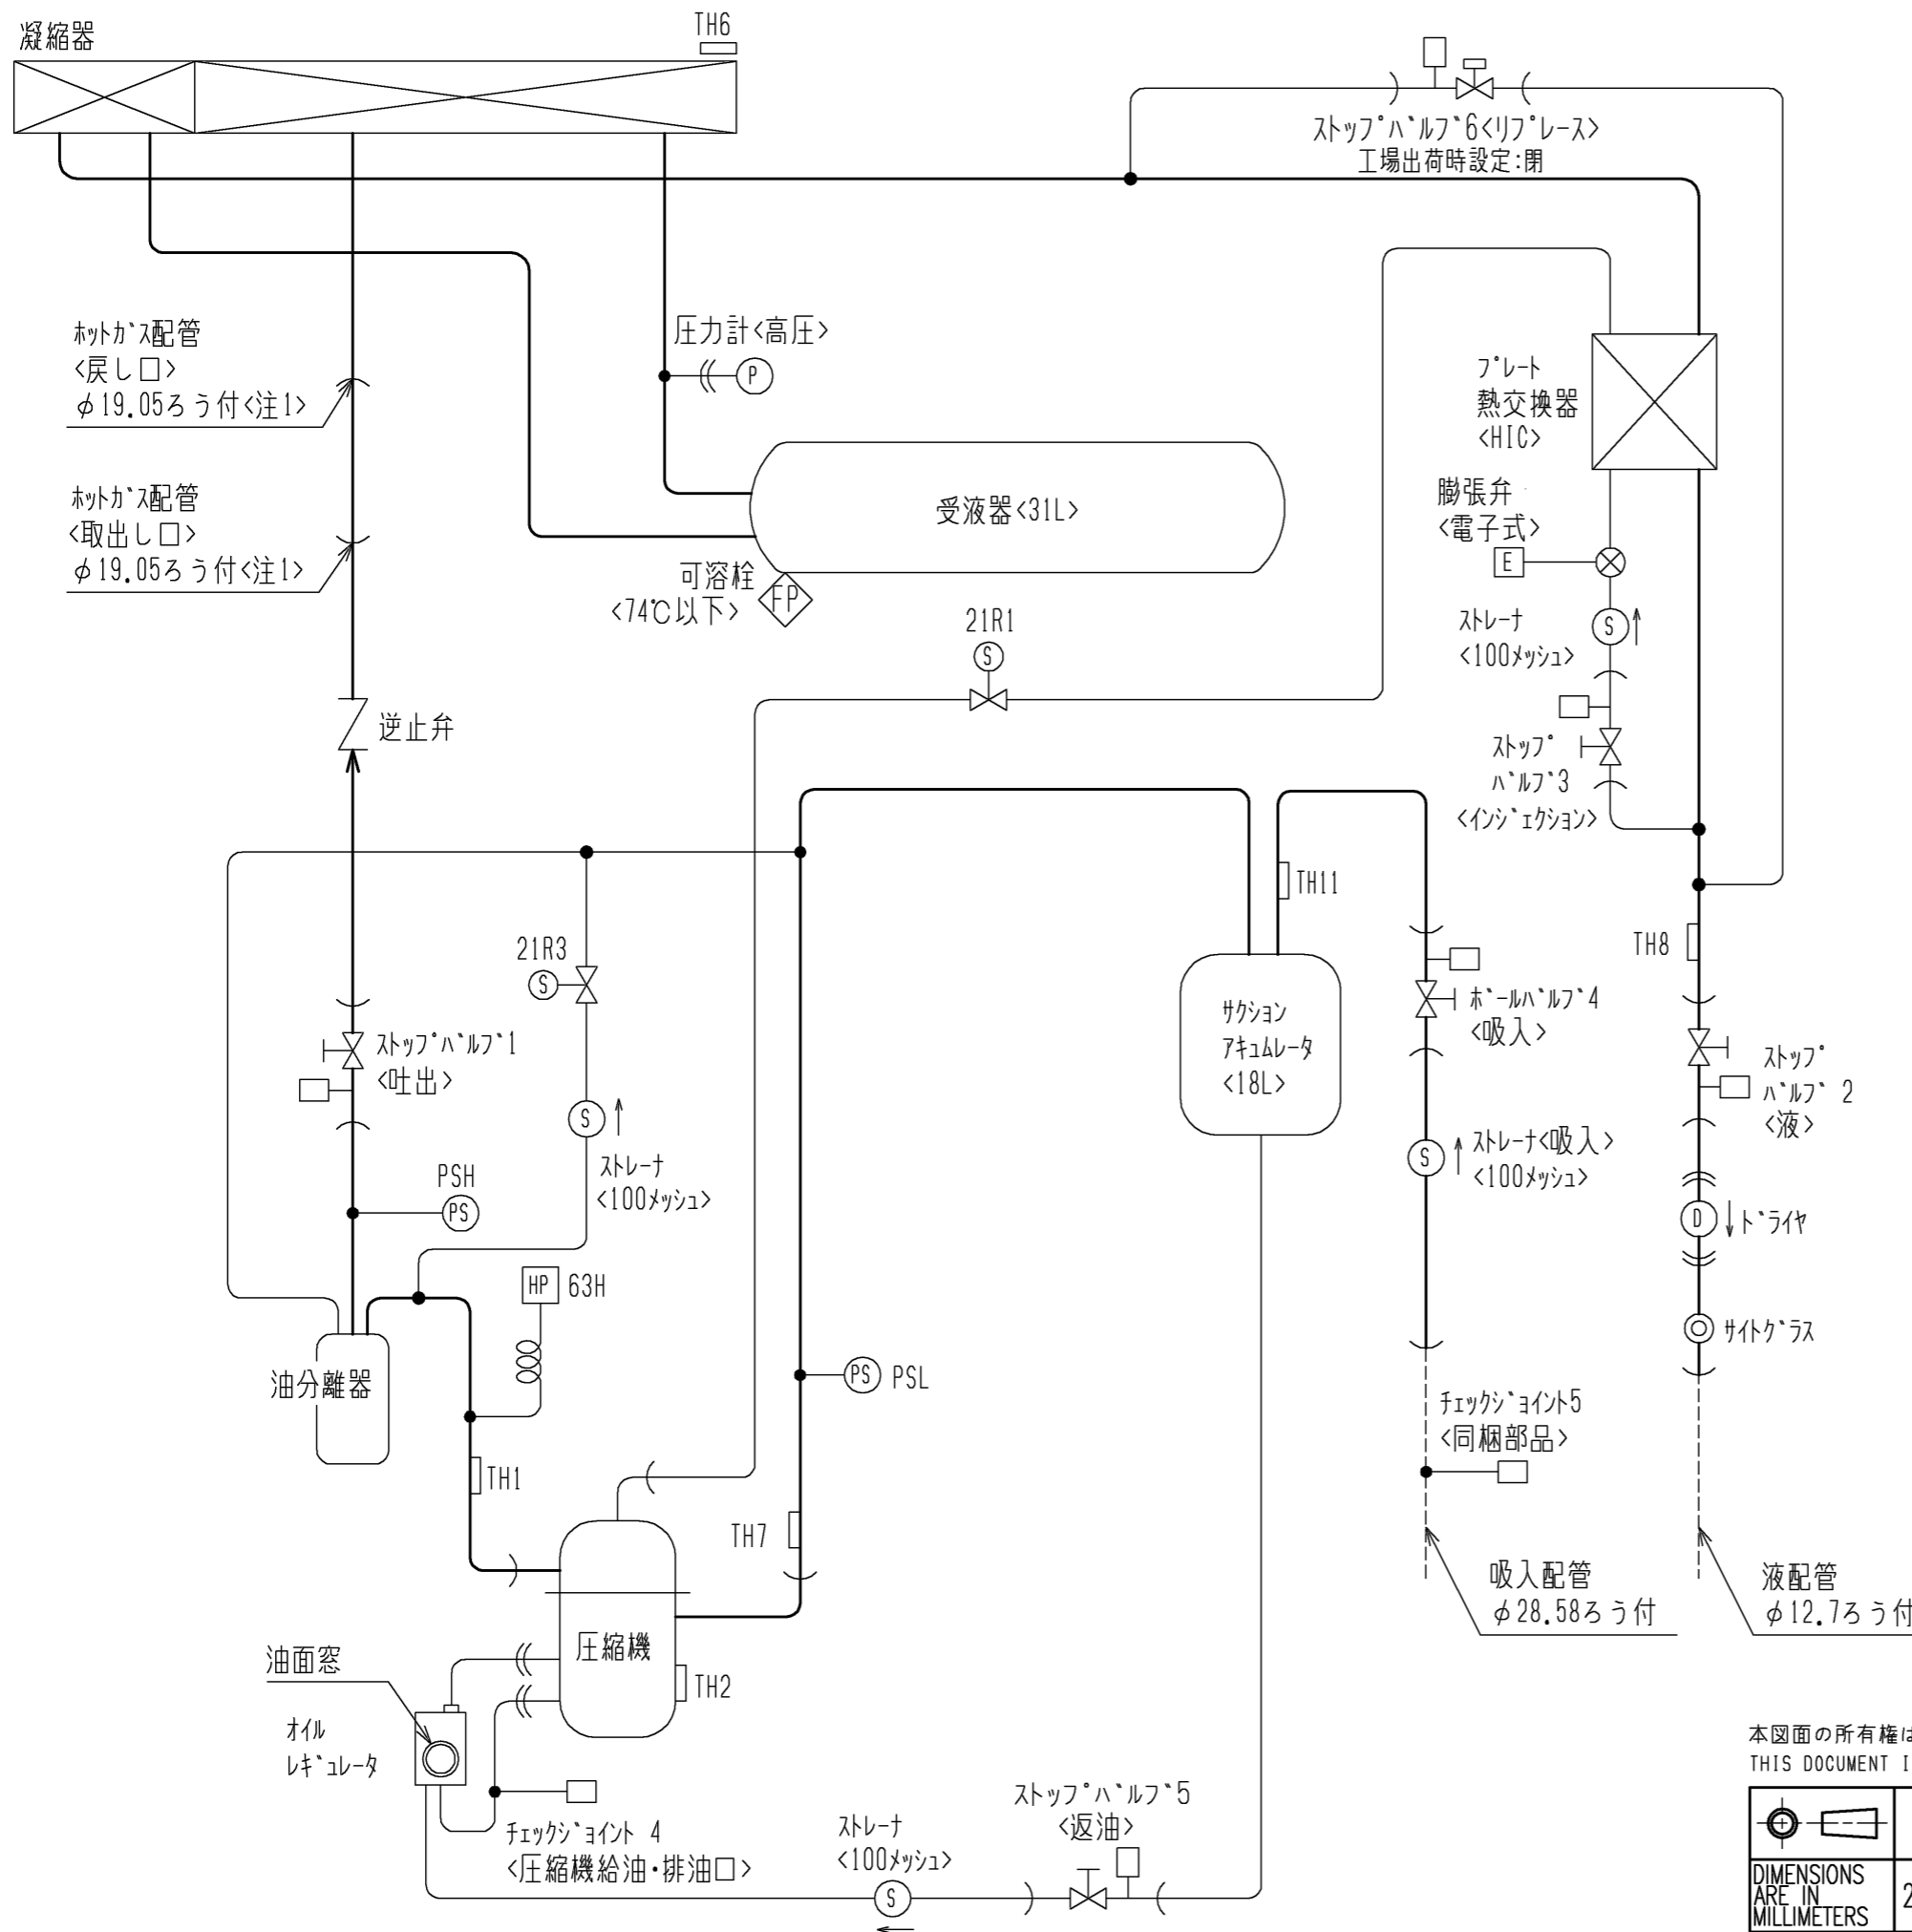 凝縮器
TH6
ストップバルブ6<リプレース>
工場出荷時設定:閉
ホットガス配管
<戻し口>
φ19.05ろう付<注1>
圧力計<高圧>
P
プレート
熱交換器
<HIC>
ホットガス配管
<取出し口>
φ19.05ろう付<注1>
受液器<31L>
膨張弁
<電子式>
E
可溶栓
<74℃以下>
FP
21R1
S
ストレーナ
<100メッシュ>
S
逆止弁
ストップ
バルブ3
<インジェクション>
TH11
21R3
S
TH8
ストップバルブ1
<吐出>
サクション
アキュムレータ
<18L>
ボールバルブ4
<吸入>
ストップ
バルブ 2
<液>
S
ストレーナ
<100メッシュ>
S
ストレーナ<吸入>
<100メッシュ>
PSH
PS
D
ドライヤ
HP
63H
サイトグラス
油分離器
PS
PSL
チェックジョイント5
<同梱部品>
TH1
TH7
吸入配管
φ28.58ろう付
液配管
φ12.7ろう付
圧縮機
TH2
油面窓
オイル
レギュレータ
チェックジョイント 4
<圧縮機給油・排油口>
ストレーナ
<100メッシュ>
S
ストップバルブ5
<返油>
本図面の所有権は
THIS DOCUMENT I
DIMENSIONS
ARE IN
MILLIMETERS
2